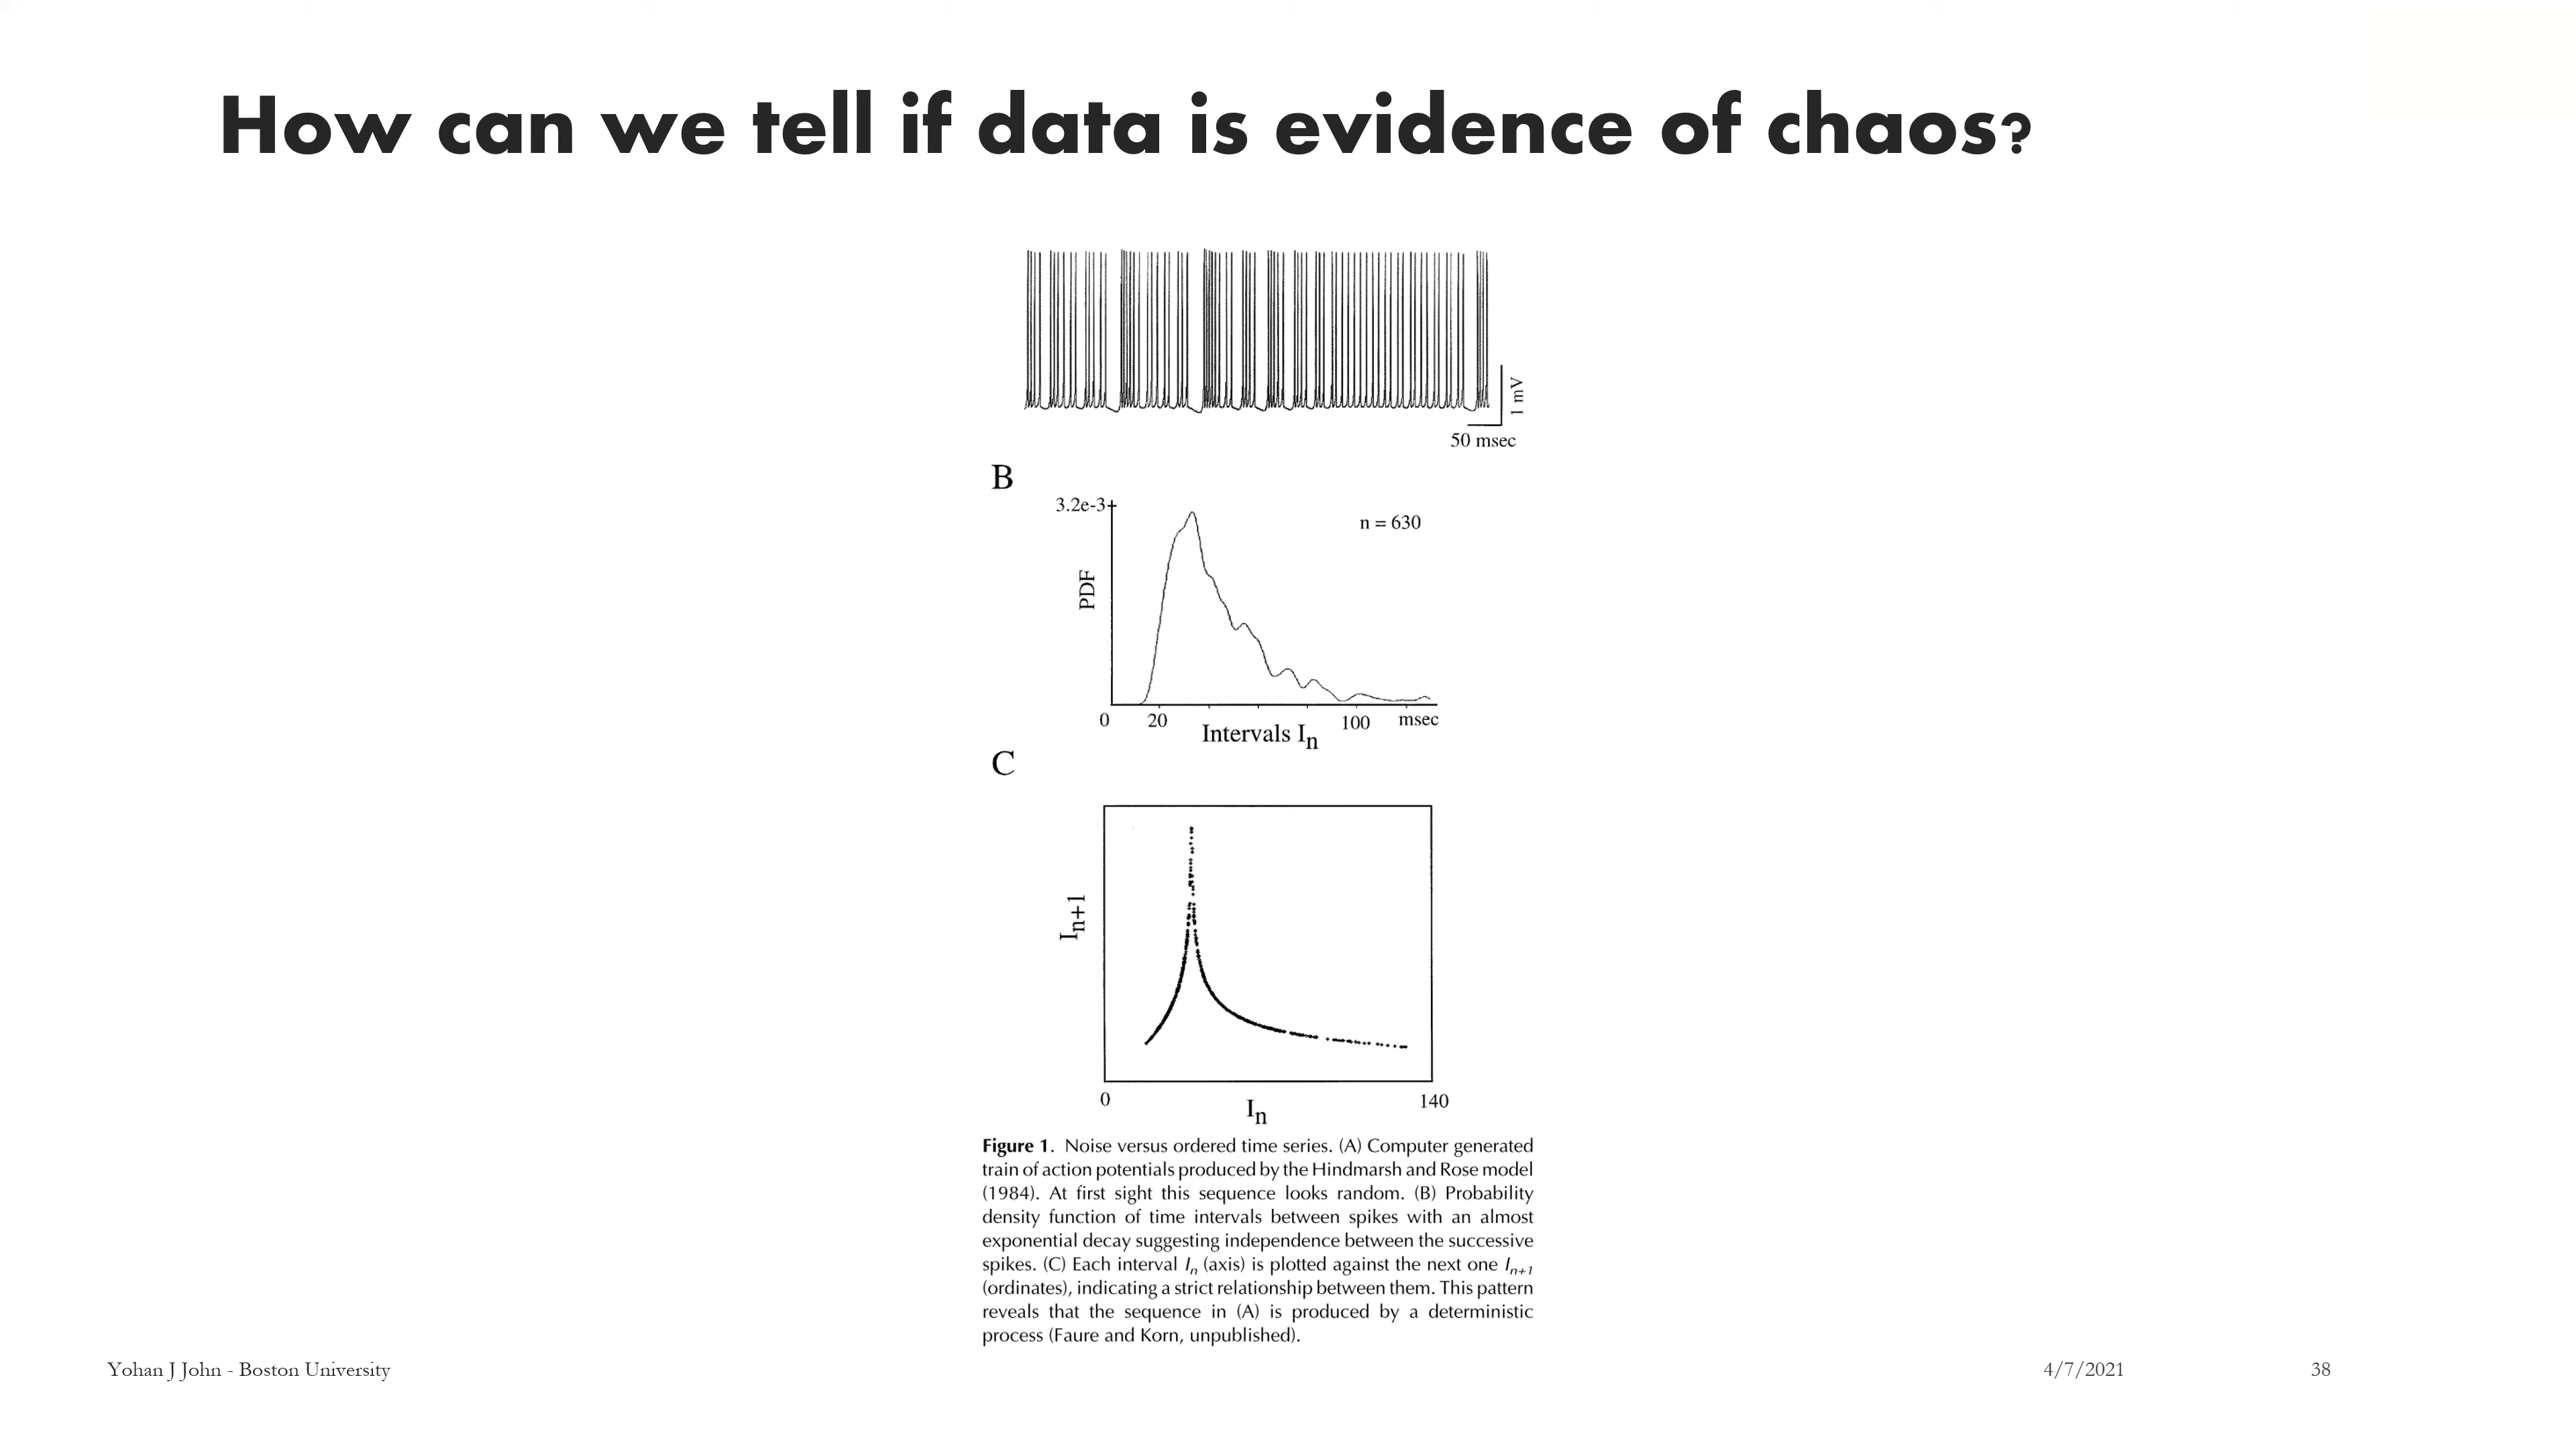 How can we tell if data is evidence of chaos?
1 mV
50 msec
B
3.2e-3
n = 630
PDF
0 20 100 msec
Intervals In
C
In+1
0 140
In
Figure 1. Noise versus ordered time series. (A) Computer generated
train of action potentials produced by the Hindmarsh and Rose model
(1984). At first sight this sequence looks random. (B) Probability
density function of time intervals between spikes with an almost
exponential decay suggesting independence between the successive
spikes. (C) Each interval In (axis) is plotted against the next one In+1
(ordinates), indicating a strict relationship between them. This pattern
reveals that the sequence in (A) is produced by a deterministic
process (Faure and Korn, unpublished).
Yohan J John - Boston University 4/7/2021 38